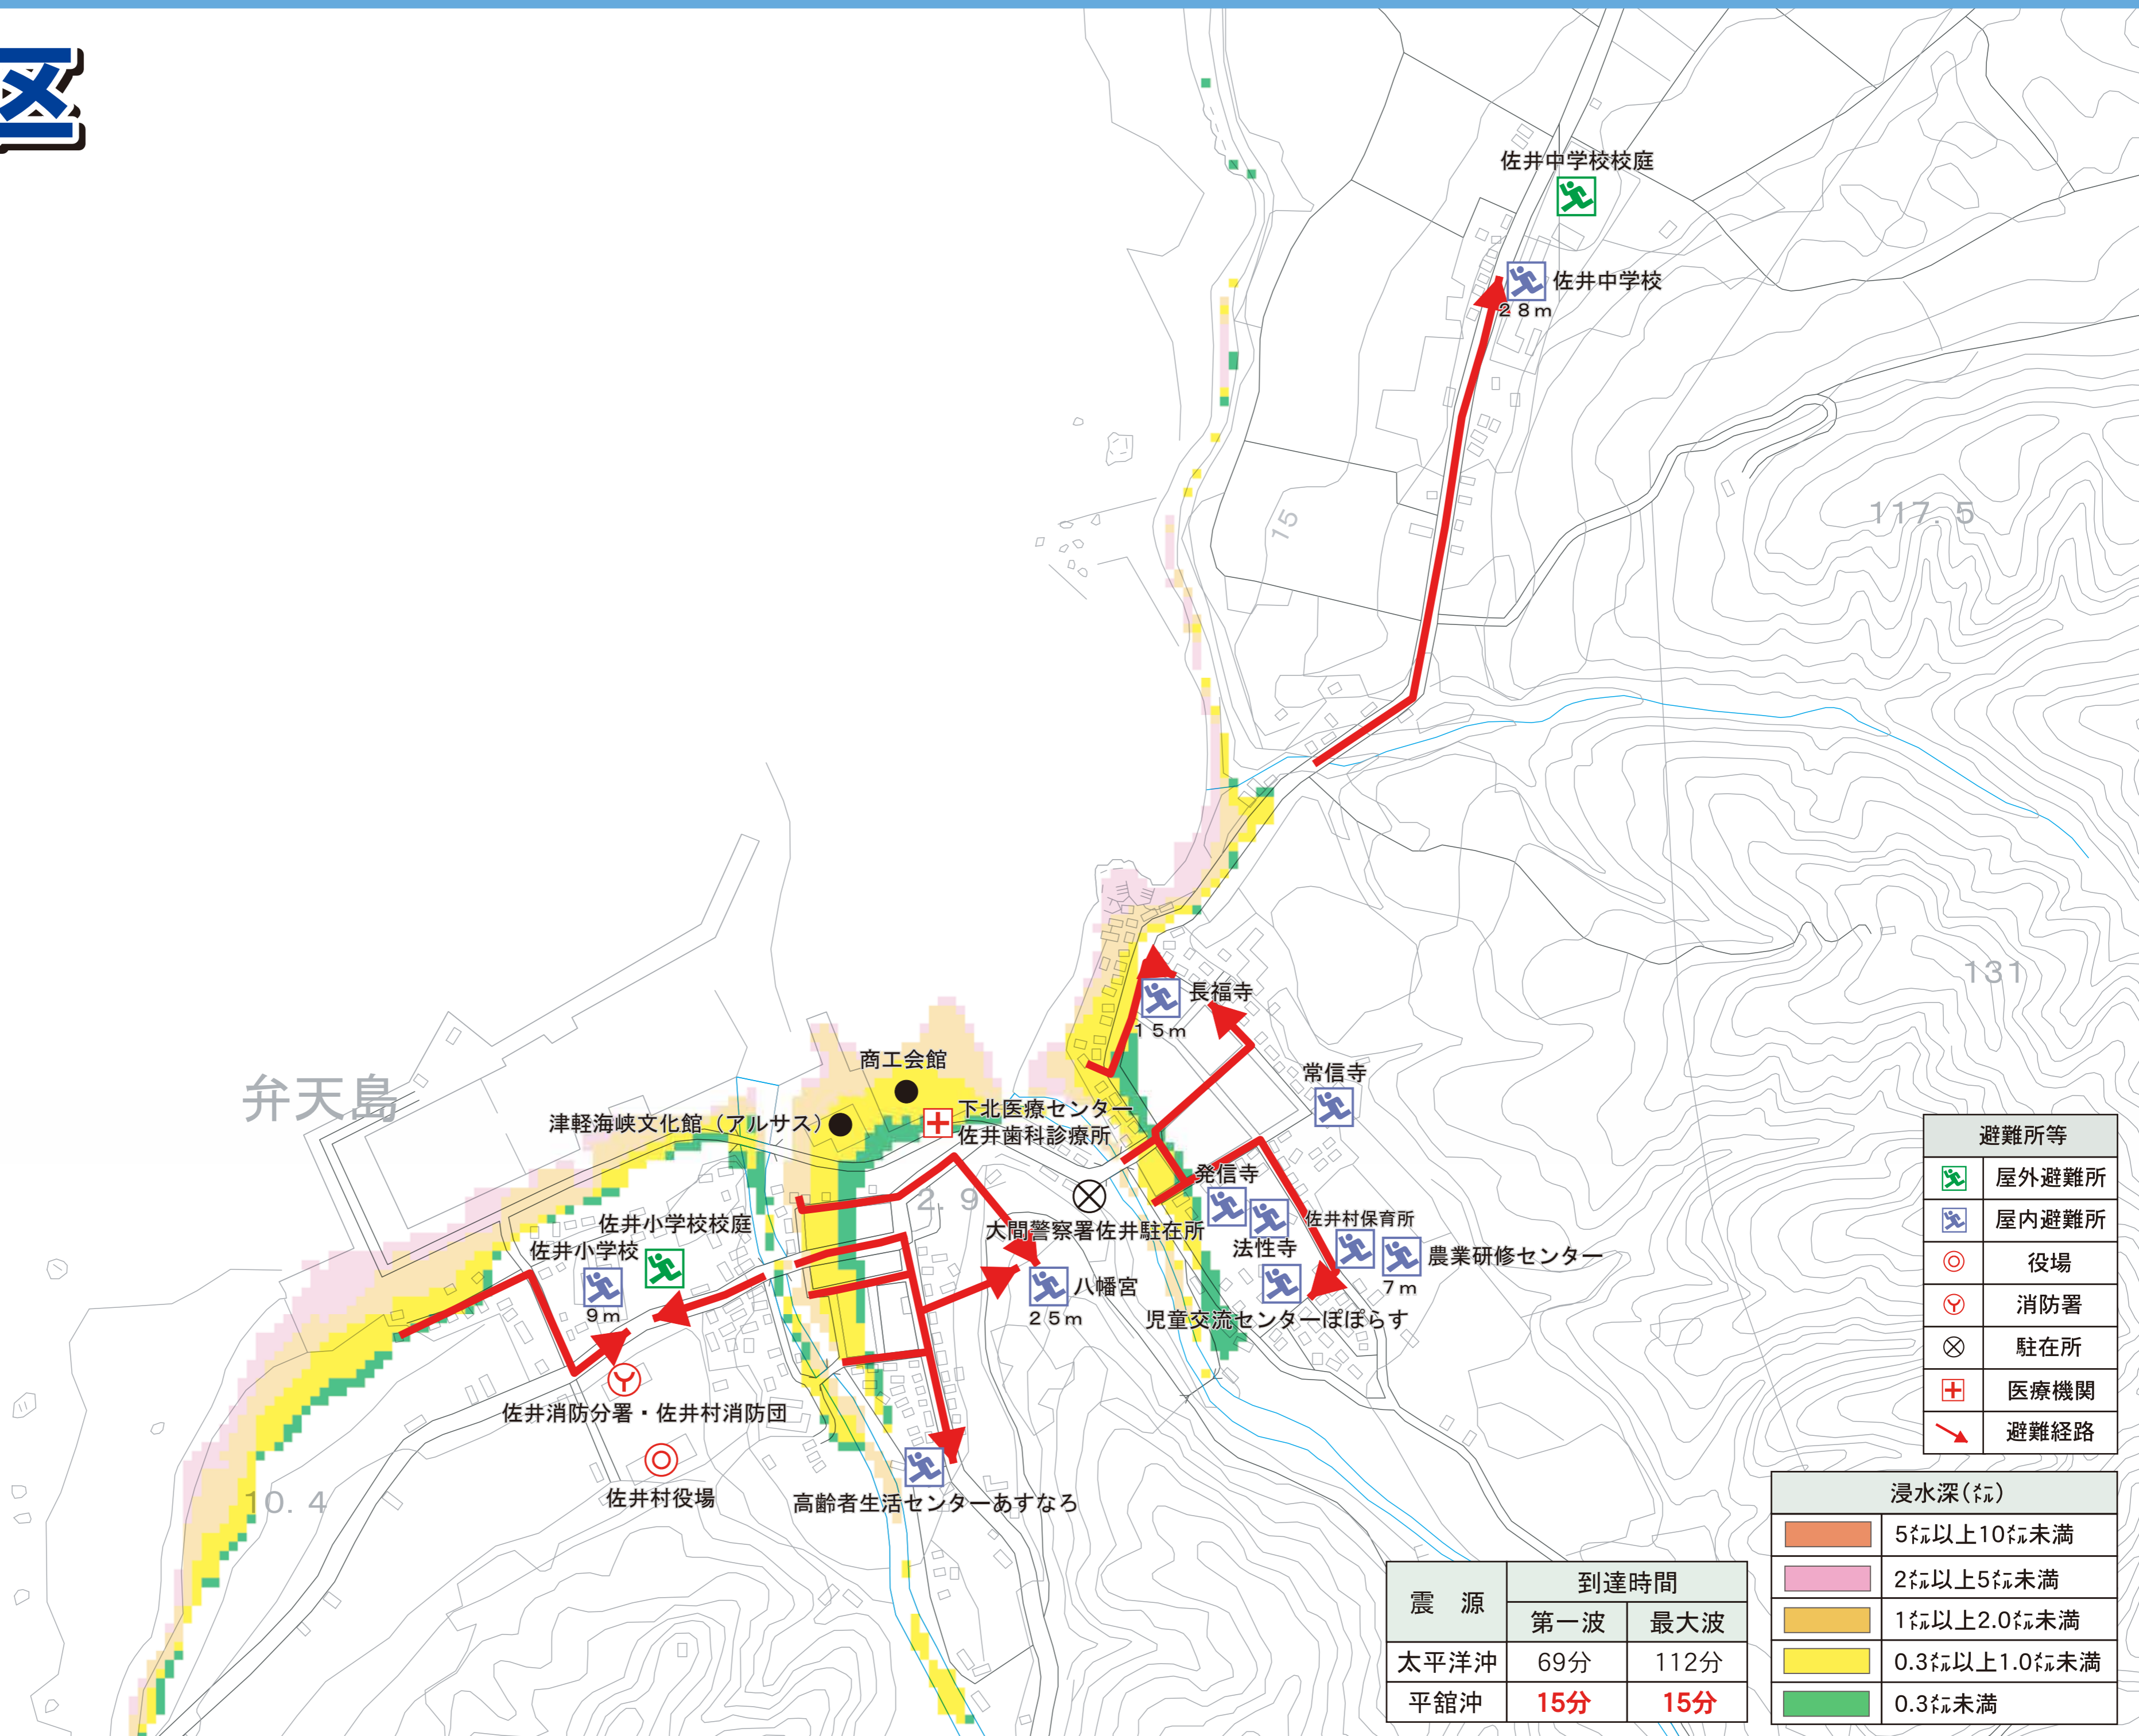 区
佐井中学校校庭
佐井中学校
28m
15
117.5
131
長福寺
15m
常信寺
商工会館
弁天島
津軽海峡文化館（アルサス）
下北医療センター
佐井歯科診療所
発信寺
2.9
大間警察署佐井駐在所
佐井村保育所
佐井小学校校庭
佐井小学校
9m
法性寺
農業研修センター
7m
八幡宮
25m
児童交流センターぽぽらす
佐井消防分署・佐井村消防団
佐井村役場
10.4
高齢者生活センターあすなろ
避難所等
屋外避難所
屋内避難所
役場
消防署
駐在所
医療機関
避難経路
浸水深(㍍)
5㍍以上10㍍未満
2㍍以上5㍍未満
1㍍以上2.0㍍未満
0.3㍍以上1.0㍍未満
0.3㍍未満
震　源 到達時間
第一波 最大波
太平洋沖 69分 112分
平舘沖 15分 15分